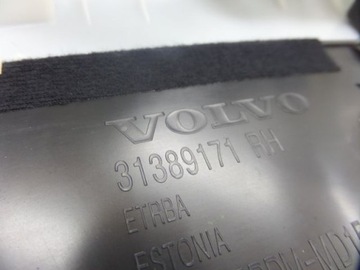 VOLVO
31389171 RH
ETRBA
ESTONIA